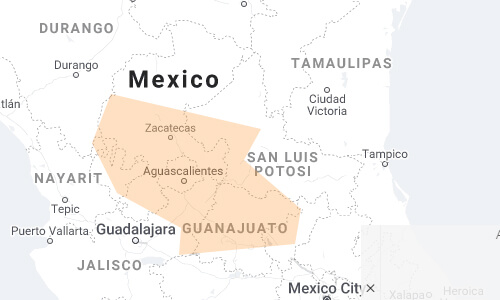 DURANGO
Durango
Mexico
TAMAULIPAS
Ciudad
Victoria
tlán
Zacatecas
SAN LUIS
POTOSI
Tampico
Aguascalientes
NAYARIT
Tepic
Puerto Vallarta
Guadalajara
GUANAJUATO
JALISCO
Mexico City
Xalapa
Heroica